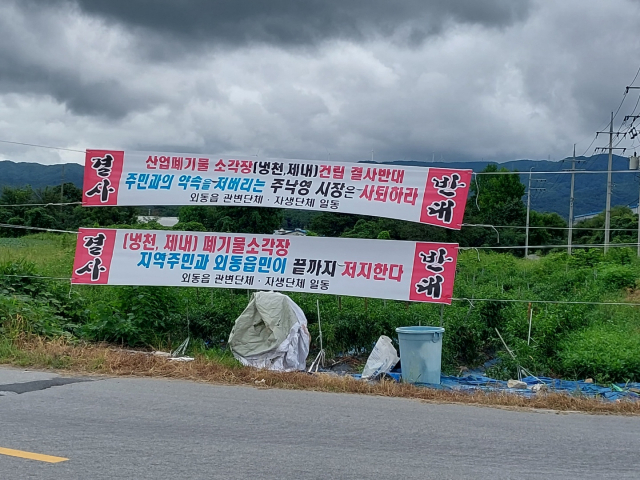 결사
산업폐기물 소각장(냉천,제내)건립 결사반대
주민과의 약속을 저버리는 주낙영 시장은 사퇴하라
외동읍 관변단체 · 자생단체 일동
반대
결사
(냉천, 제내) 폐기물소각장
지역주민과 외동읍민이 끝까지 저지한다
외동읍 관변단체 · 자생단체 일동
반대